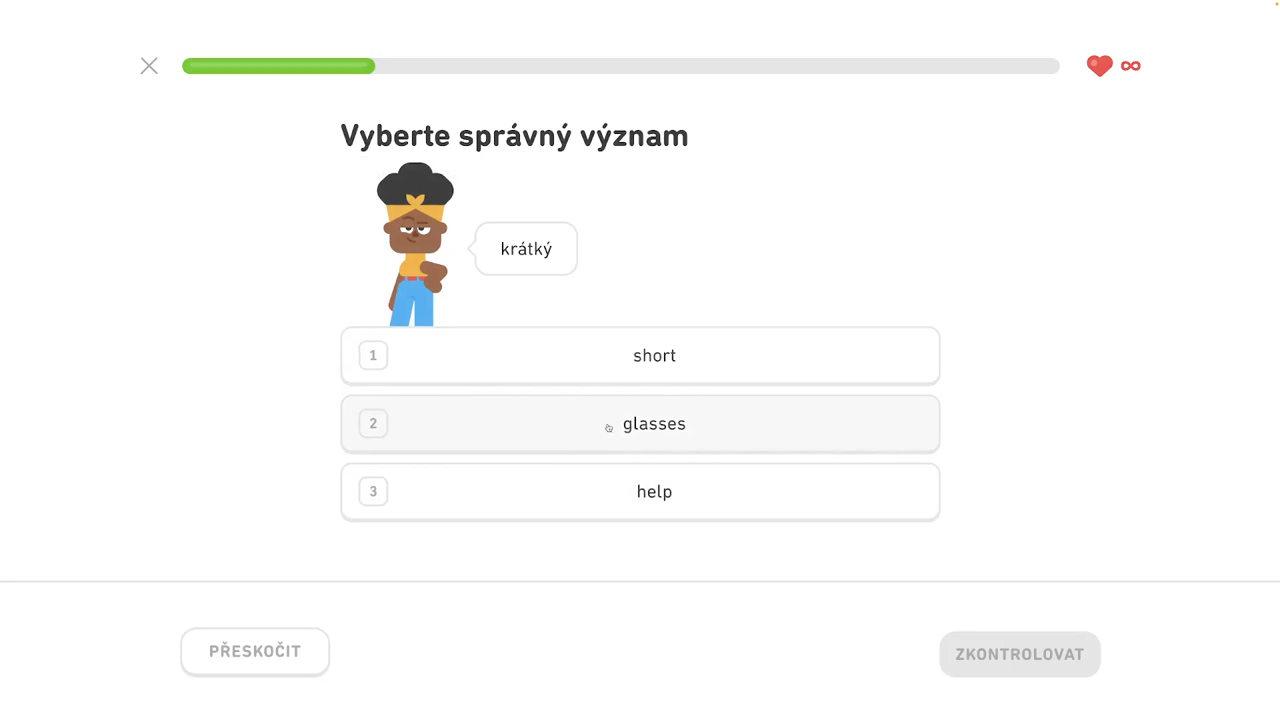 Vyberte správný význam
krátký
1 short
2 glasses
3 help
PŘESKOČIT
ZKONTROLOVAT